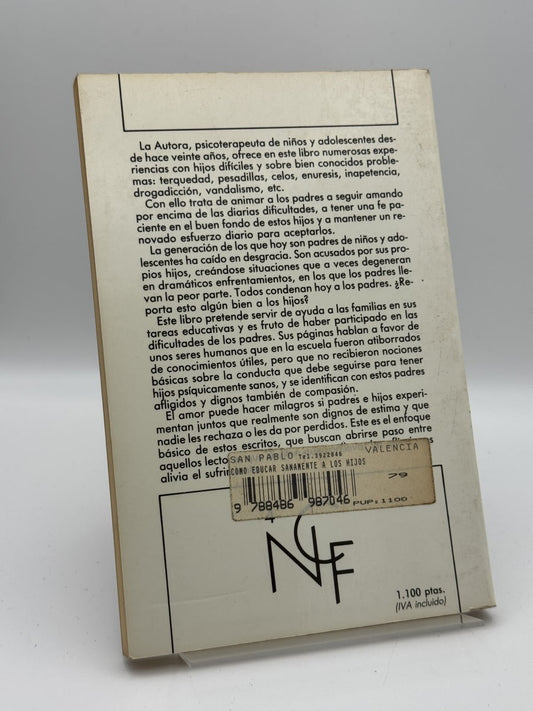 La Autora, psicoterapeuta de niños y adolescentes des-
de hace veinte años, ofrece en este libro numerosas expe-
riencias con hijos difíciles y sobre bien conocidos proble-
mas: terquedad, pesadillas, celos, enuresis, inapetencia,
drogadicción, vandalismo, etc.
Con ello trata de animar a los padres a seguir amando
por encima de las diarias dificultades, a tener una fe pa-
ciente en el buen fondo de estos hijos y a mantener un re-
novado esfuerzo diario para aceptarlos.
La generación de los que hoy son padres de niños y ado-
lescentes ha caído en desgracia. Son acusados por sus pro-
pios hijos, creándose situaciones que a veces degeneran
en dramáticos enfrentamientos, en los que los padres lle-
van la peor parte. Todos condenan hoy a los padres. ¿Re-
porta esto algún bien a los hijos?
Este libro pretende servir de ayuda a las familias en sus
tareas educativas y es fruto de haber participado en las
dificultades de los padres. Sus páginas hablan a favor de
unos seres humanos que en la escuela fueron atiborrados
de conocimientos útiles, pero que no recibieron nociones
básicas sobre la conducta que debe seguirse para tener
hijos psíquicamente sanos, y se identifican con estos padres
afligidos y dignos también de compasión.
El amor puede hacer milagros si padres e hijos experi-
mentan juntos que realmente son dignos de estima y que
nadie les rechaza o les da por perdidos. Este es el enfoque
básico de estos escritos, que buscan abrirse paso entre
aquellos
alivia el
SAN PABLO Tel.3922846 VALENCIA
COMO EDUCAR SANAMENTE A LOS HIJOS
79
9 788486 987046 PVP:1100
NCF
1.100 ptas.
(IVA incluido)